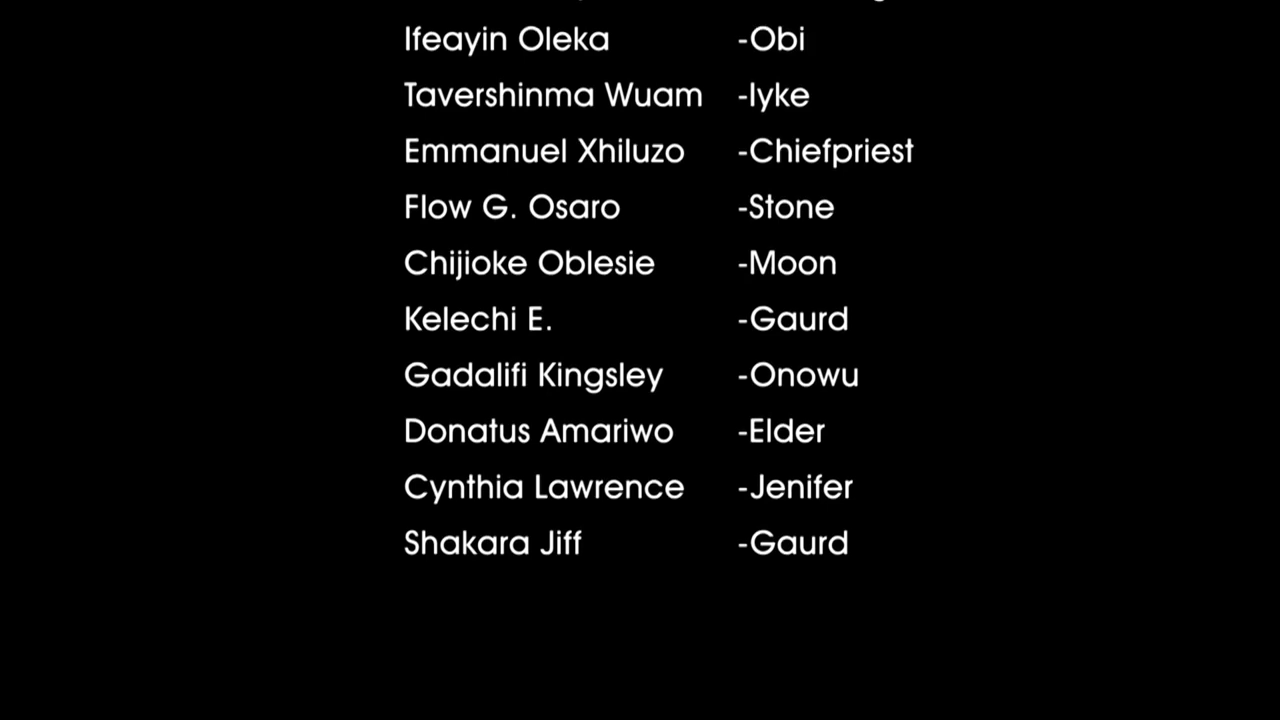 Ifeayin Oleka -Obi
Tavershinma Wuam -Iyke
Emmanuel Xhiluzo -Chiefpriest
Flow G. Osaro -Stone
Chijioke Oblesie -Moon
Kelechi E. -Gaurd
Gadalifi Kingsley -Onowu
Donatus Amariwo -Elder
Cynthia Lawrence -Jenifer
Shakara Jiff -Gaurd